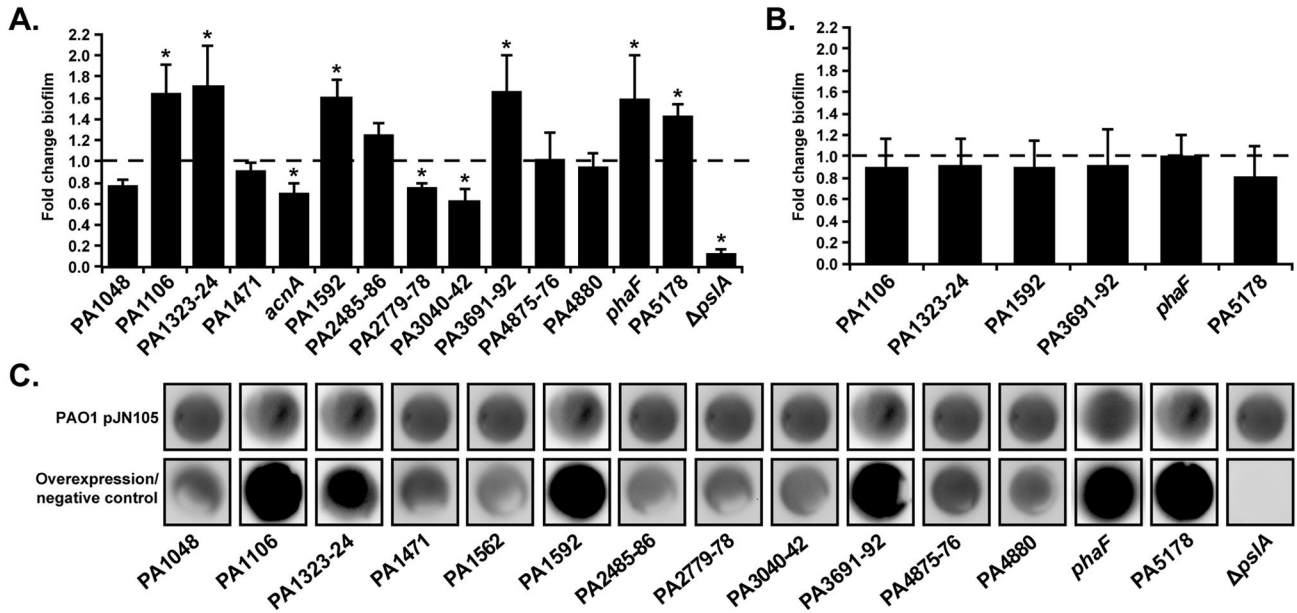 A.
Fold change biofilm
2.2
2.0
1.8
1.6
1.4
1.2
1.0
0.8
0.6
0.4
0.2
0.0
*
*
*
*
*
*
*
*
*
*
PA1048
PA1106
PA1323-24
PA1471
acnA
PA1592
PA2485-86
PA2779-78
PA3040-42
PA3691-92
PA4875-76
PA4880
phaF
PA5178
ΔpslA
B.
Fold change biofilm
2.2
2.0
1.8
1.6
1.4
1.2
1.0
0.8
0.6
0.4
0.2
0.0
PA1106
PA1323-24
PA1592
PA3691-92
phaF
PA5178
C.
PAO1 pJN105
Overexpression/
negative control
PA1048
PA1106
PA1323-24
PA1471
PA1562
PA1592
PA2485-86
PA2779-78
PA3040-42
PA3691-92
PA4875-76
PA4880
phaF
PA5178
ΔpslA